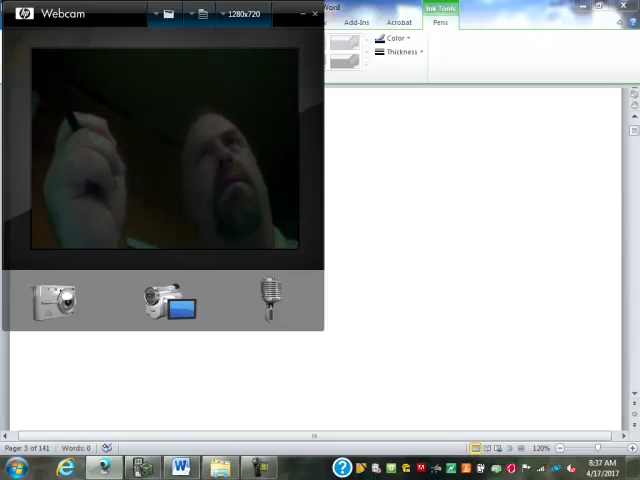 hp Webcam 1280x720
Word
Ink Tools
Add-Ins Acrobat Pens
Color
Thickness
Page: 3 of 141 Words: 0 120%
8:37 AM
4/17/2017